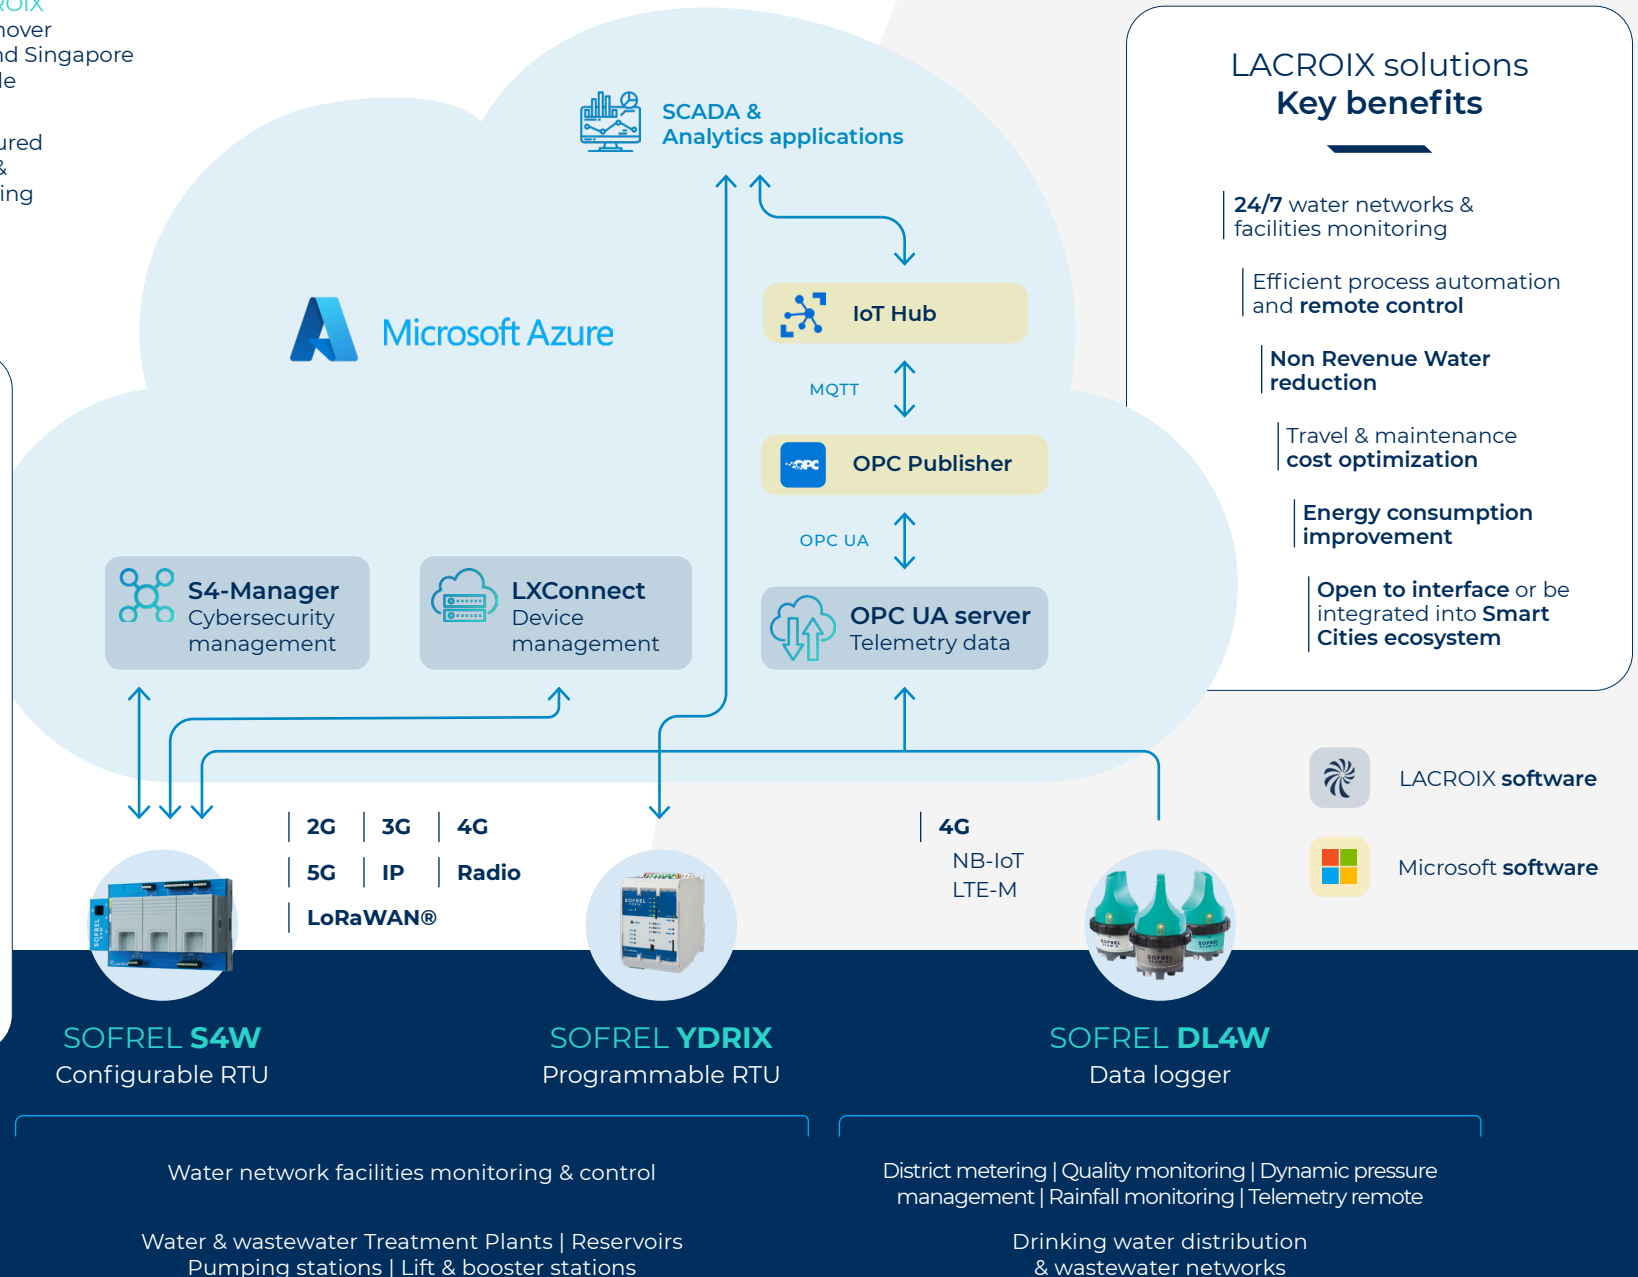 nd Singapore
SCADA &
Analytics applications
Microsoft Azure
IoT Hub
MQTT
OPC
OPC Publisher
OPC UA
S4-Manager
Cybersecurity
management
LXConnect
Device
management
OPC UA server
Telemetry data
LACROIX solutions
Key benefits
24/7 water networks &
facilities monitoring
Efficient process automation
and remote control
Non Revenue Water
reduction
Travel & maintenance
cost optimization
Energy consumption
improvement
Open to interface or be
integrated into Smart
Cities ecosystem
LACROIX software
Microsoft software
2G | 3G | 4G
5G | IP | Radio
LoRaWAN®
4G
NB-IoT
LTE-M
SOFREL
SOFREL
SOFREL
SOFREL S4W
Configurable RTU
SOFREL YDRIX
Programmable RTU
SOFREL DL4W
Data logger
Water network facilities monitoring & control
Water & wastewater Treatment Plants | Reservoirs
Pumping stations | Lift & booster stations
District metering | Quality monitoring | Dynamic pressure
management | Rainfall monitoring | Telemetry remote
Drinking water distribution
& wastewater networks